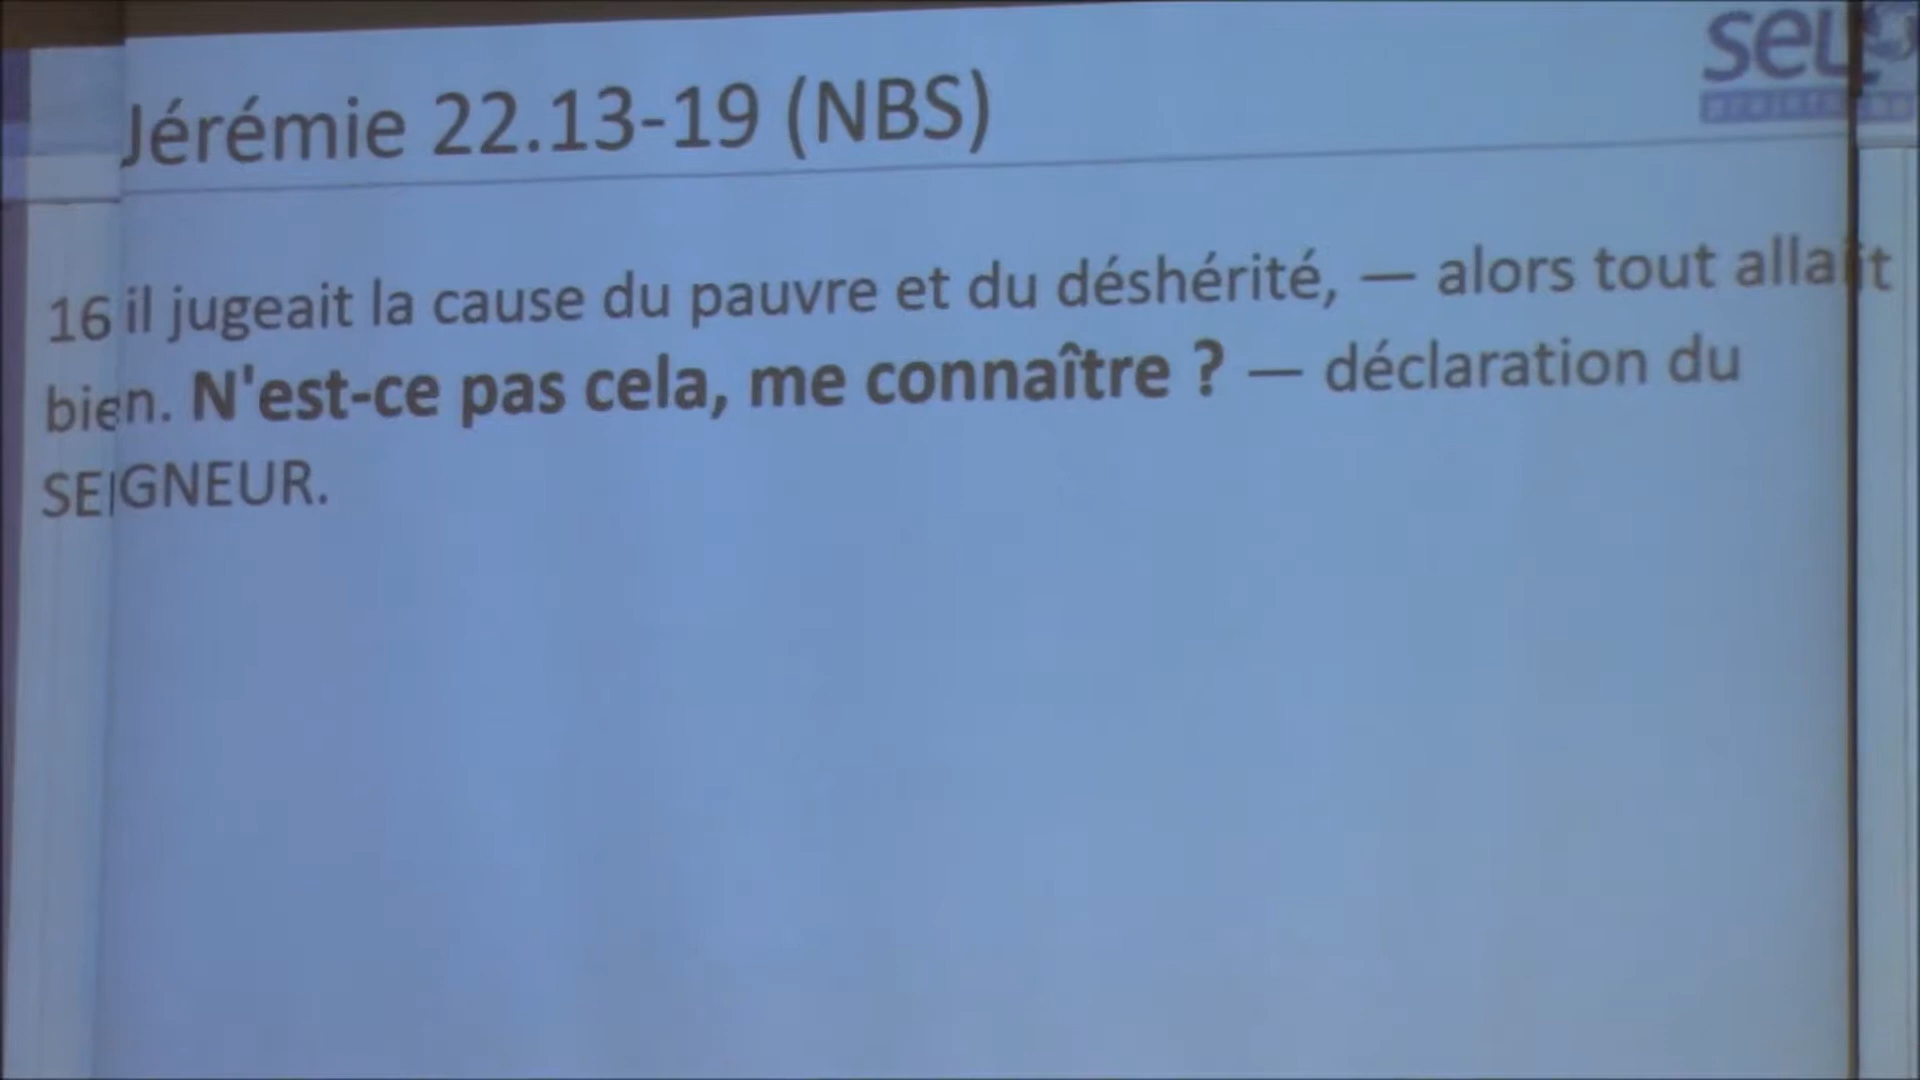 sel
Jérémie 22.13-19 (NBS)
16 il jugeait la cause du pauvre et du déshérité, — alors tout allait
bien. N'est-ce pas cela, me connaître ? — déclaration du
SEIGNEUR.